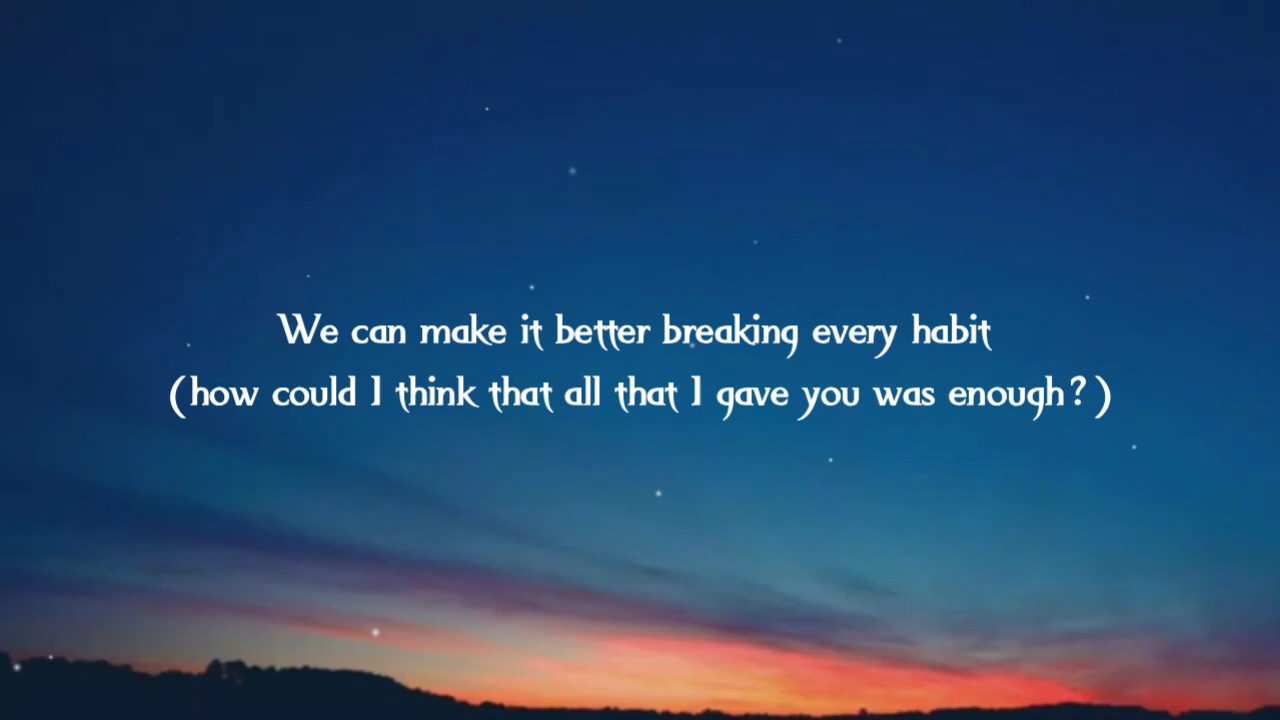 We can make it better breaking every habit
(how could I think that all that I gave you was enough?)